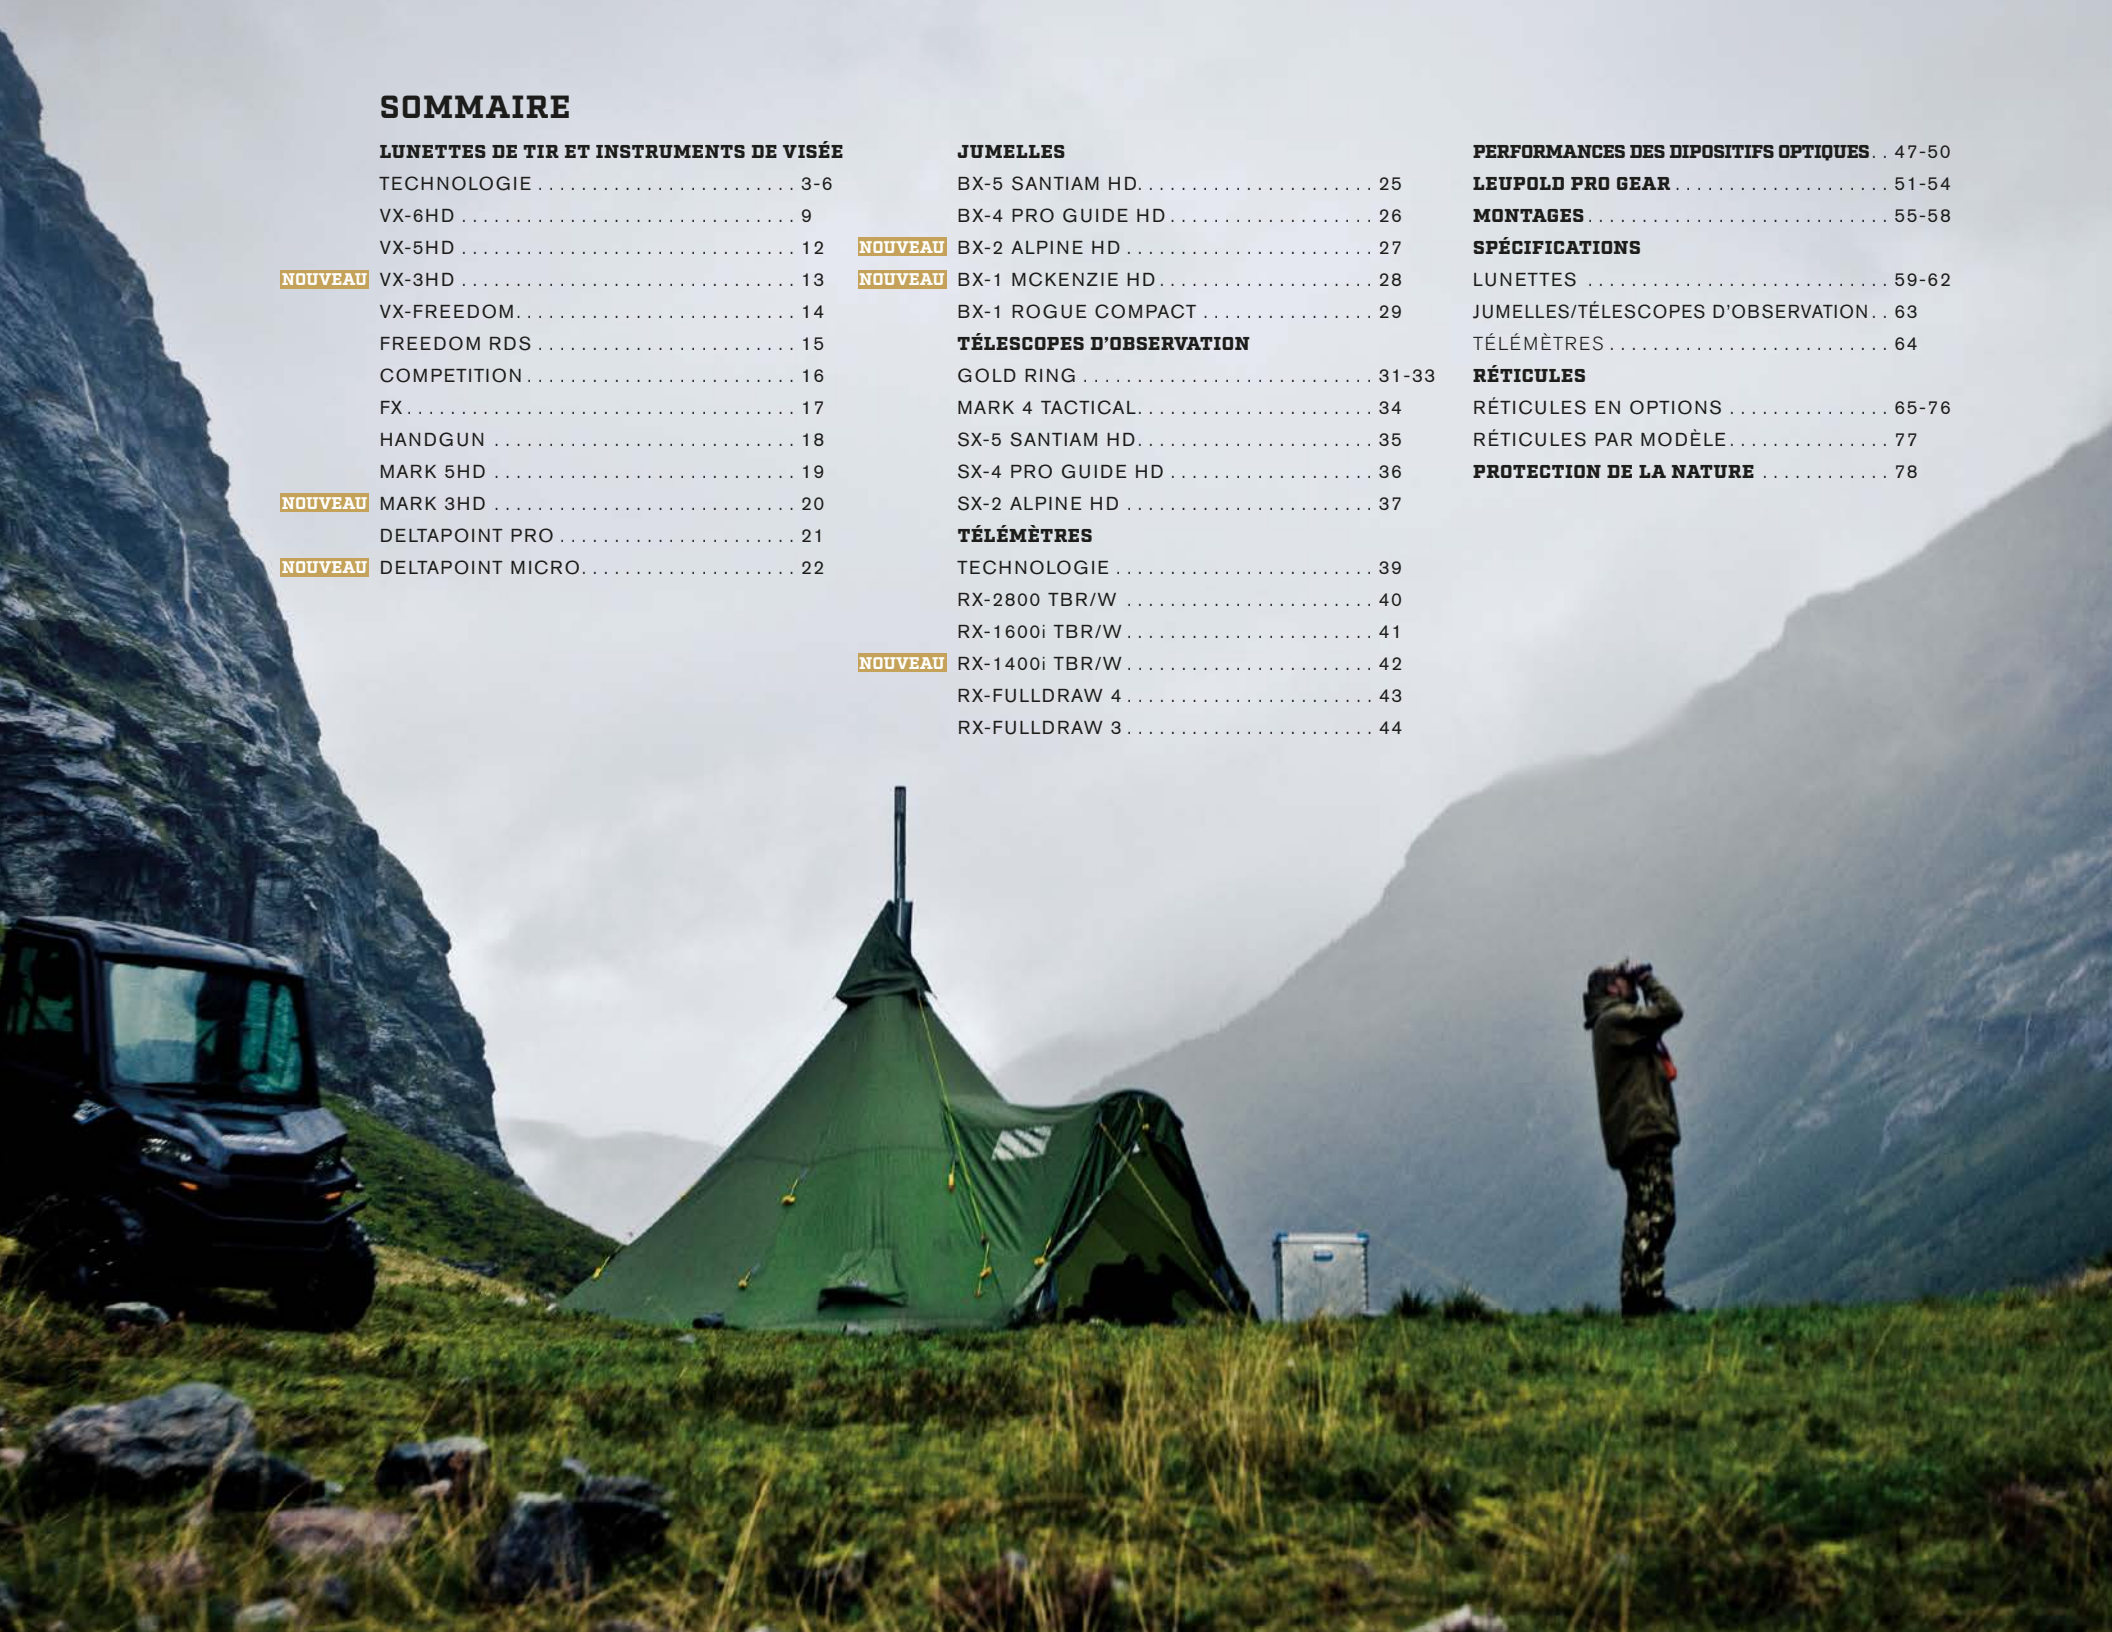 SOMMAIRE
LUNETTES DE TIR ET INSTRUMENTS DE VISÉE
TECHNOLOGIE . . . . . . . . . . . . . . . . . . . . . . . . 3-6
VX-6HD . . . . . . . . . . . . . . . . . . . . . . . . . . . . . . . 9
VX-5HD . . . . . . . . . . . . . . . . . . . . . . . . . . . . . . . 12
NOUVEAU VX-3HD . . . . . . . . . . . . . . . . . . . . . . . . . . . . . . . 13
VX-FREEDOM. . . . . . . . . . . . . . . . . . . . . . . . . . 14
FREEDOM RDS . . . . . . . . . . . . . . . . . . . . . . . . 15
COMPETITION . . . . . . . . . . . . . . . . . . . . . . . . . 16
FX . . . . . . . . . . . . . . . . . . . . . . . . . . . . . . . . . . . . 17
HANDGUN . . . . . . . . . . . . . . . . . . . . . . . . . . . . 18
MARK 5HD . . . . . . . . . . . . . . . . . . . . . . . . . . . . 19
NOUVEAU MARK 3HD . . . . . . . . . . . . . . . . . . . . . . . . . . . . 20
DELTAPOINT PRO . . . . . . . . . . . . . . . . . . . . . . 21
NOUVEAU DELTAPOINT MICRO. . . . . . . . . . . . . . . . . . . . 22
JUMELLES
BX-5 SANTIAM HD. . . . . . . . . . . . . . . . . . . . . . 25
BX-4 PRO GUIDE HD . . . . . . . . . . . . . . . . . . . 26
NOUVEAU BX-2 ALPINE HD . . . . . . . . . . . . . . . . . . . . . . . 27
NOUVEAU BX-1 MCKENZIE HD . . . . . . . . . . . . . . . . . . . . 28
BX-1 ROGUE COMPACT . . . . . . . . . . . . . . . . 29
TÉLESCOPES D’OBSERVATION
GOLD RING . . . . . . . . . . . . . . . . . . . . . . . . . . . 31-33
MARK 4 TACTICAL. . . . . . . . . . . . . . . . . . . . . . 34
SX-5 SANTIAM HD. . . . . . . . . . . . . . . . . . . . . . 35
SX-4 PRO GUIDE HD . . . . . . . . . . . . . . . . . . . 36
SX-2 ALPINE HD . . . . . . . . . . . . . . . . . . . . . . . 37
TÉLÉMÈTRES
TECHNOLOGIE . . . . . . . . . . . . . . . . . . . . . . . . 39
RX-2800 TBR/W . . . . . . . . . . . . . . . . . . . . . . . 40
RX-1600i TBR/W . . . . . . . . . . . . . . . . . . . . . . . 41
NOUVEAU RX-1400i TBR/W . . . . . . . . . . . . . . . . . . . . . . . 42
RX-FULLDRAW 4 . . . . . . . . . . . . . . . . . . . . . . . 43
RX-FULLDRAW 3 . . . . . . . . . . . . . . . . . . . . . . . 44
PERFORMANCES DES DIPOSITIFS OPTIQUES . . 47-50
LEUPOLD PRO GEAR . . . . . . . . . . . . . . . . . . . . 51-54
MONTAGES . . . . . . . . . . . . . . . . . . . . . . . . . . . . 55-58
SPÉCIFICATIONS
LUNETTES . . . . . . . . . . . . . . . . . . . . . . . . . . . . 59-62
JUMELLES/TÉLESCOPES D’OBSERVATION . . 63
TÉLÉMÈTRES . . . . . . . . . . . . . . . . . . . . . . . . . . 64
RÉTICULES
RÉTICULES EN OPTIONS . . . . . . . . . . . . . . . 65-76
RÉTICULES PAR MODÈLE . . . . . . . . . . . . . . . 77
PROTECTION DE LA NATURE . . . . . . . . . . . . 78